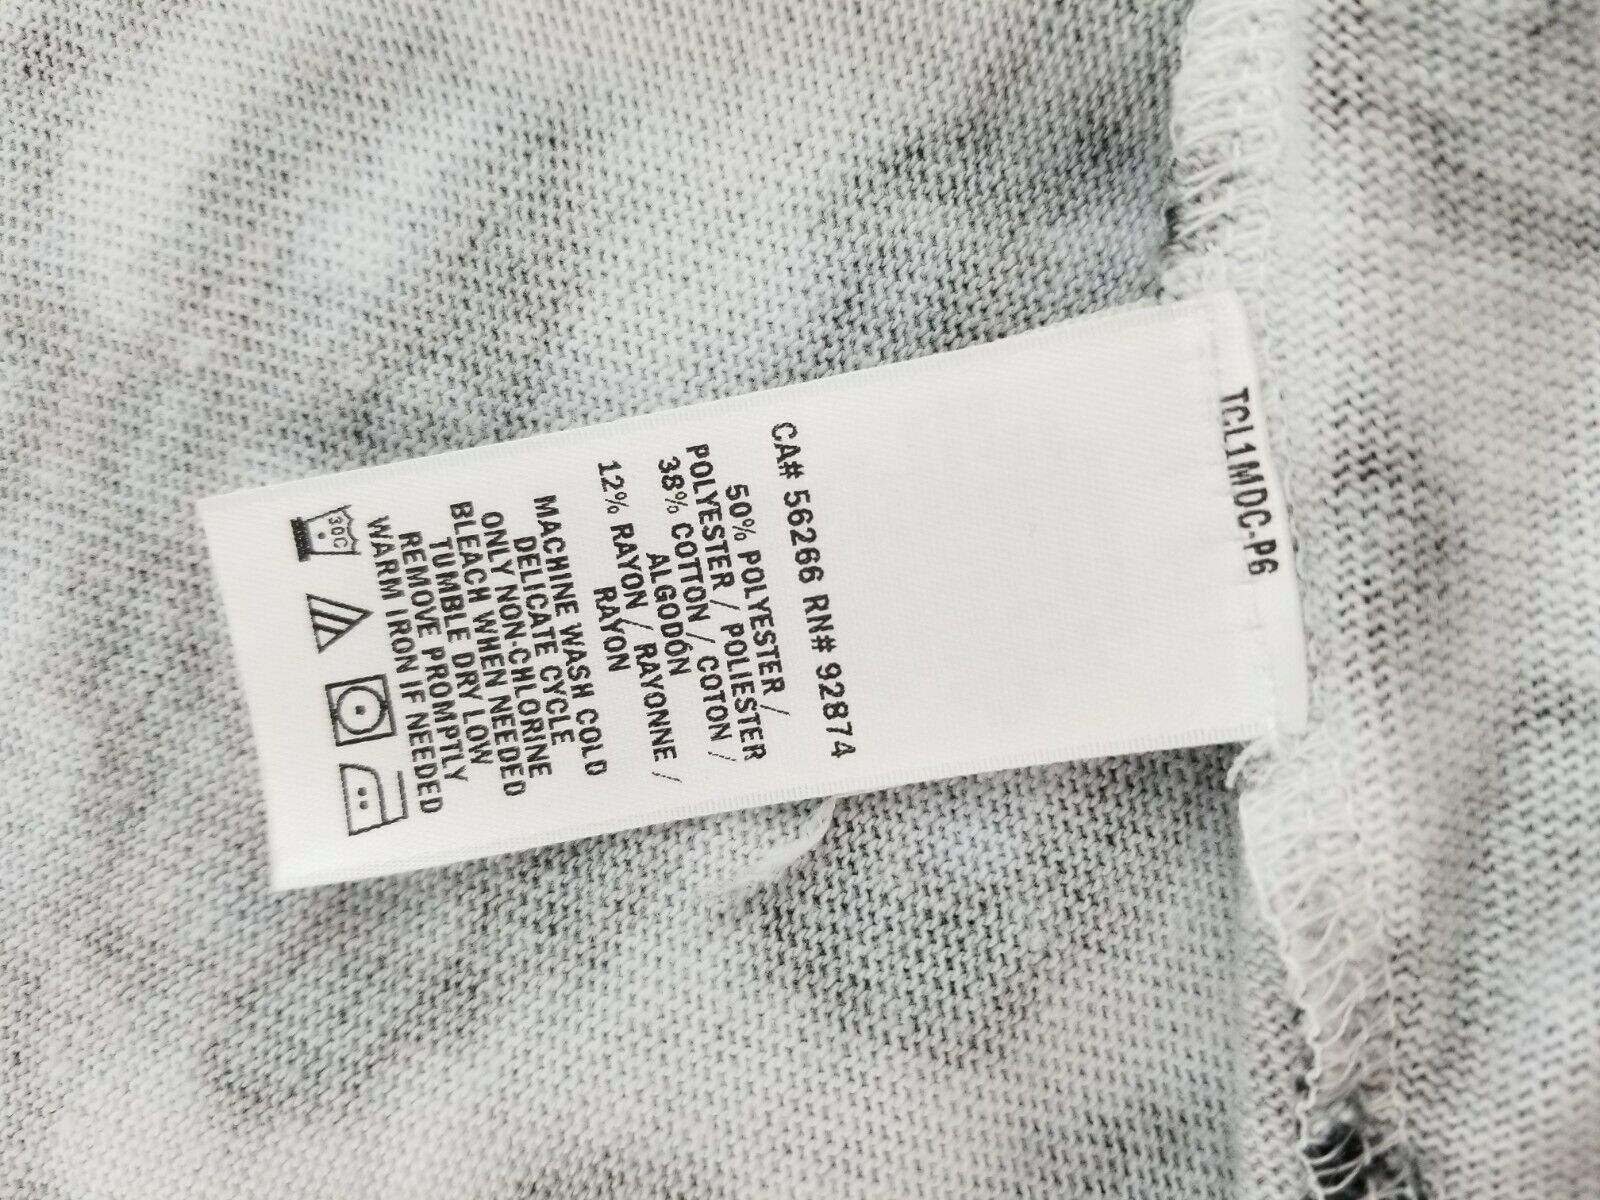 TCL1MDC-P6
CA# 56266 RN# 92874
50% POLYESTER /
POLYESTER / POLIESTER
38% COTTON / COTON /
ALGODÓN
12% RAYON / RAYONNE /
RAYON
MACHINE WASH COLD
DELICATE CYCLE
ONLY NON-CHLORINE
BLEACH WHEN NEEDED
TUMBLE DRY LOW
REMOVE PROMPTLY
WARM IRON IF NEEDED
30C